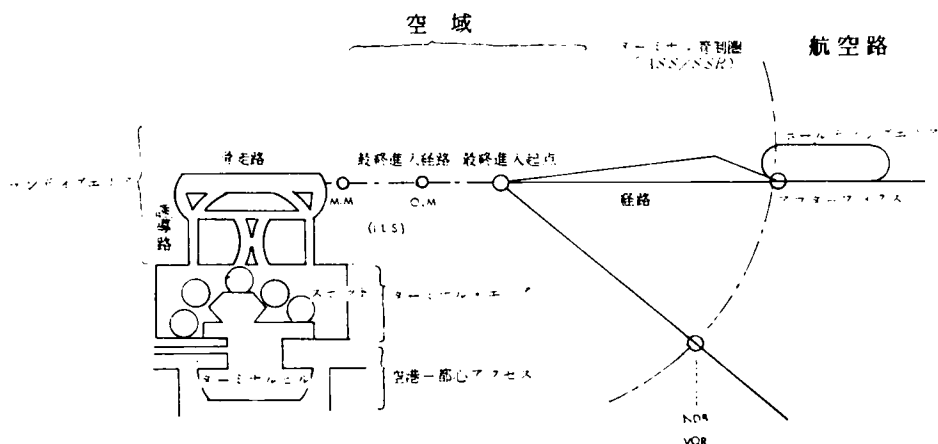 空域
ターミナル管制圏
(ASS/SSR)
航空路
ホールディングエリア
滑走路
最終進入経路 最終進入起点
ランディグエリア
M.M
O.M
経路
アウターフィクス
誘導路
(ILS)
スポット
ターミナル・エリア
ターミナルビル
空港―都心アクセス
NDB
VOR